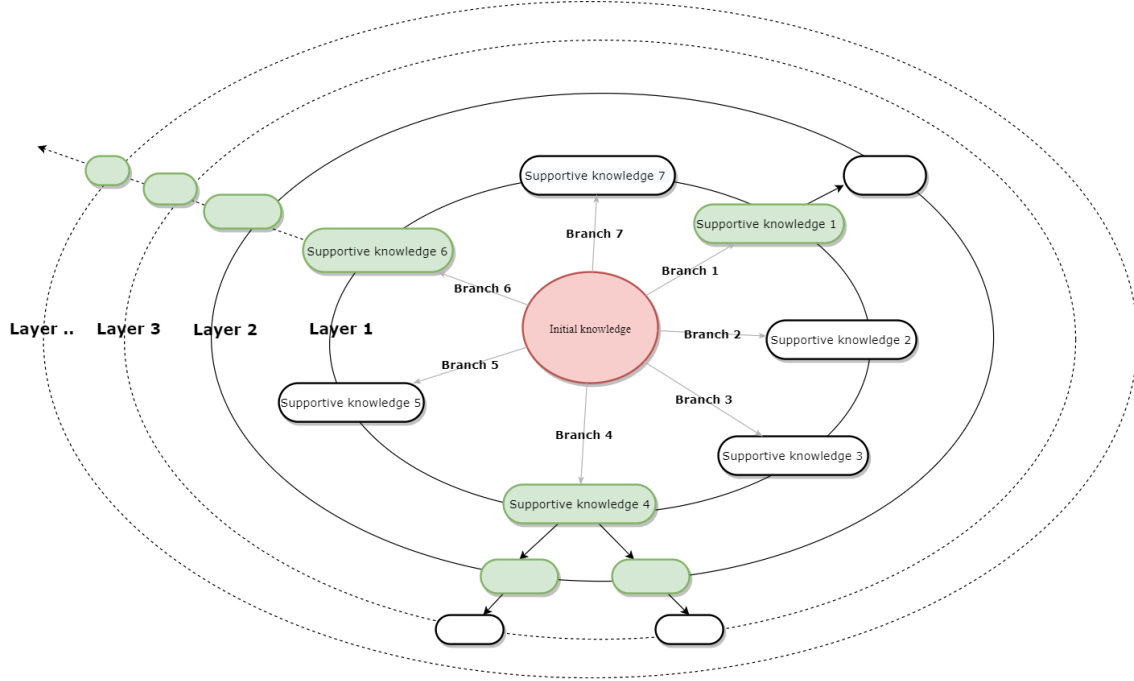 Supportive knowledge 7
Supportive knowledge 1
Branch 7
Supportive knowledge 6
Branch 1
Branch 6
Layer ..
Layer 3
Layer 2
Layer 1
Initial knowledge
Branch 2
Supportive knowledge 2
Branch 5
Supportive knowledge 5
Branch 3
Branch 4
Supportive knowledge 3
Supportive knowledge 4